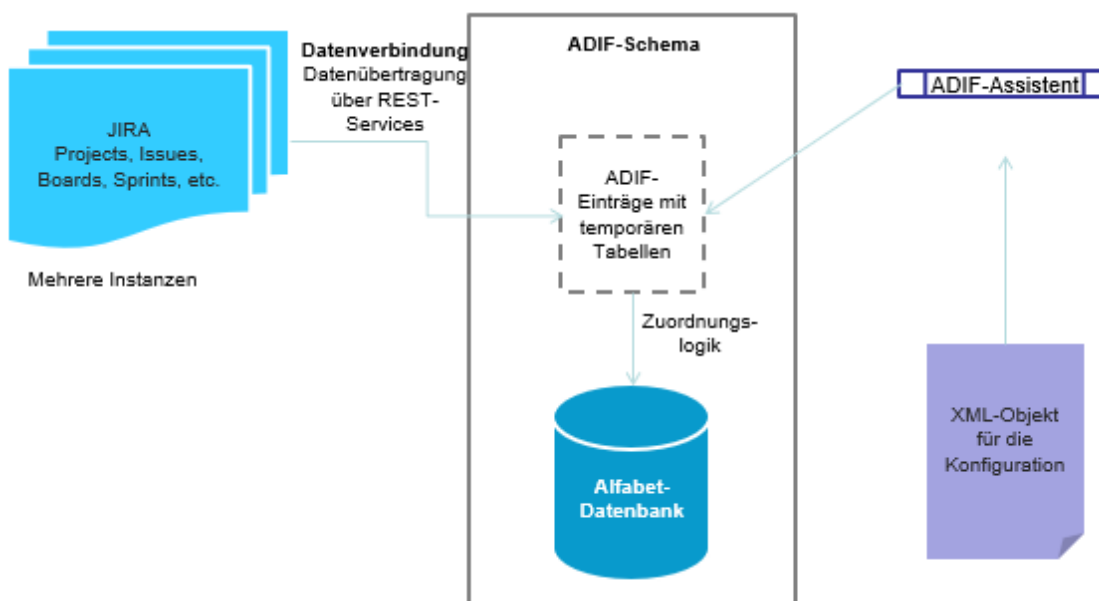 Datenverbindung
Datenübertragung
über REST-
Services
JIRA
Projects, Issues,
Boards, Sprints, etc.
Mehrere Instanzen
ADIF-Schema
ADIF-
Einträge mit
temporären
Tabellen
Zuordnungs-
logik
Alfabet-
Datenbank
ADIF-Assistent
XML-Objekt
für die
Konfiguration